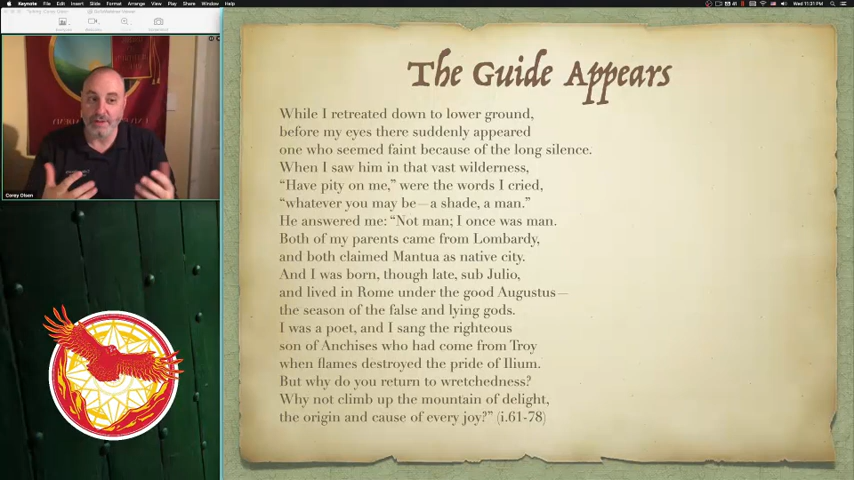 Keynote File Edit Insert Slide Format Arrange View Play Share Window Help
Wed 11:31 PM
Corey Olsen
The Guide Appears
While I retreated down to lower ground,
before my eyes there suddenly appeared
one who seemed faint because of the long silence.
When I saw him in that vast wilderness,
“Have pity on me,” were the words I cried,
“whatever you may be—a shade, a man.”
He answered me: “Not man; I once was man.
Both of my parents came from Lombardy,
and both claimed Mantua as native city.
And I was born, though late, sub Julio,
and lived in Rome under the good Augustus—
the season of the false and lying gods.
I was a poet, and I sang the righteous
son of Anchises who had come from Troy
when flames destroyed the pride of Ilium.
But why do you return to wretchedness?
Why not climb up the mountain of delight,
the origin and cause of every joy?” (i.61-78)